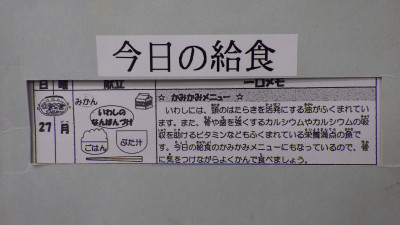 今日の給食
日 曜 献立 一口メモ
27 月
みかん
いわしの
なんばんづけ
ごはん
ぶた汁
☆ かみかみメニュー ☆
いわしには、頭のはたらきを活発にする油がふくまれてい
ます。また、骨や歯を強くするカルシウムやカルシウムの吸
収を助けるビタミンなどもふくまれている栄養満点の魚で
す。今日の給食のかみかみメニューにもなっているので、骨
に気をつけながらよくかんで食べましょう。